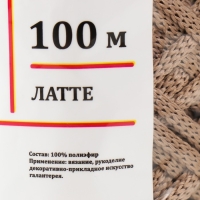 100 м
ЛАТТЕ
Состав: 100% полиэфир
Применение: вязание, рукоделие
декоративно-прикладное искусство
галантерея.